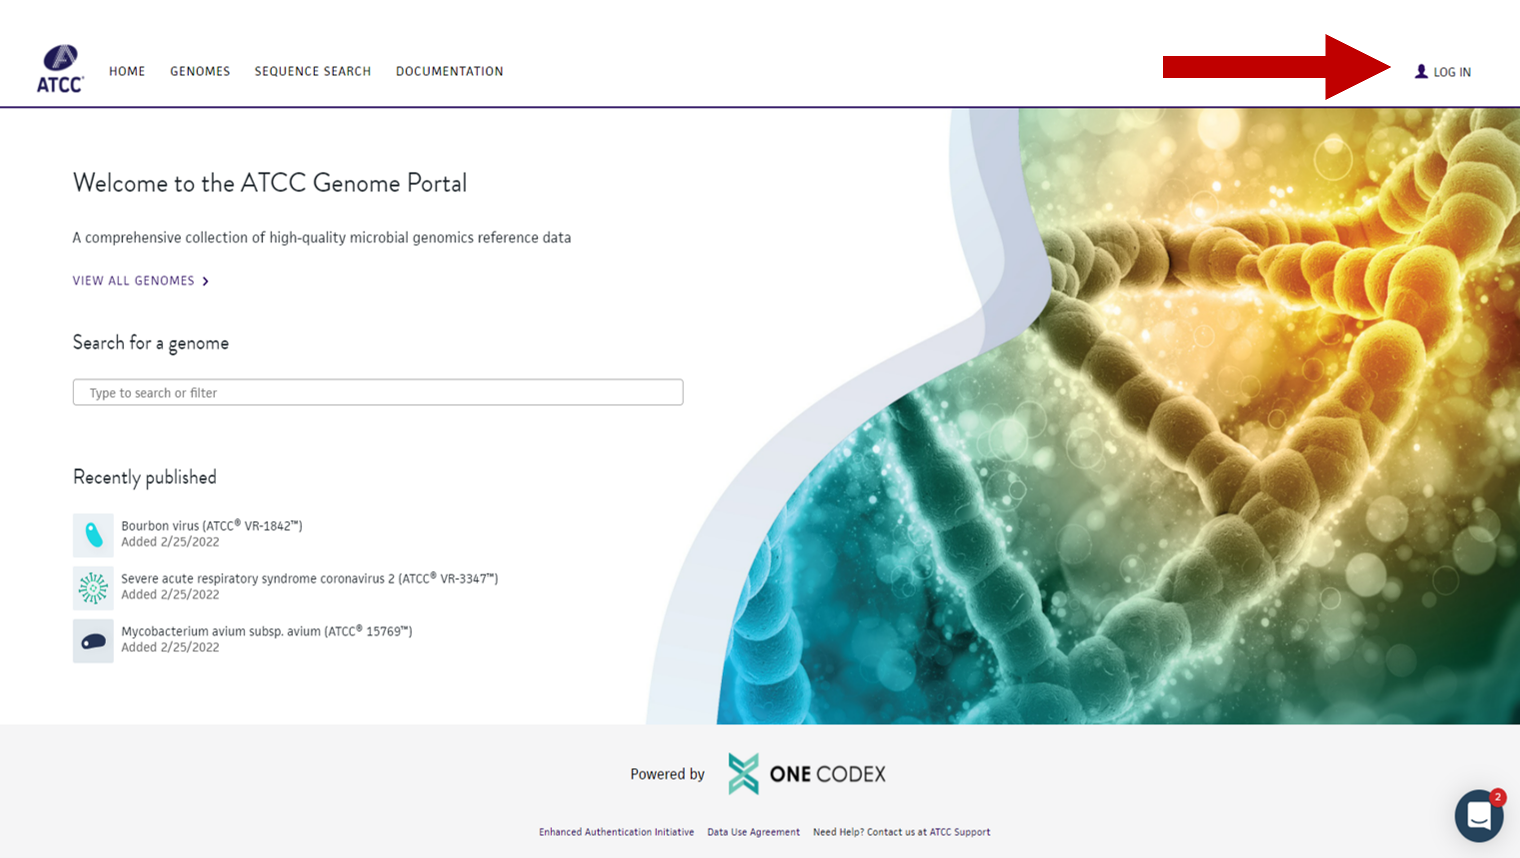 ATCC®
HOME GENOMES SEQUENCE SEARCH DOCUMENTATION
LOG IN
Welcome to the ATCC Genome Portal
A comprehensive collection of high-quality microbial genomics reference data
VIEW ALL GENOMES
Search for a genome
Type to search or filter
Recently published
Bourbon virus (ATCC® VR-1842™)
Added 2/25/2022
Severe acute respiratory syndrome coronavirus 2 (ATCC® VR-3347™)
Added 2/25/2022
Mycobacterium avium subsp. avium (ATCC® 15769™)
Added 2/25/2022
Powered by ONE CODEX
Enhanced Authentication Initiative Data Use Agreement Need Help? Contact us at ATCC Support
2